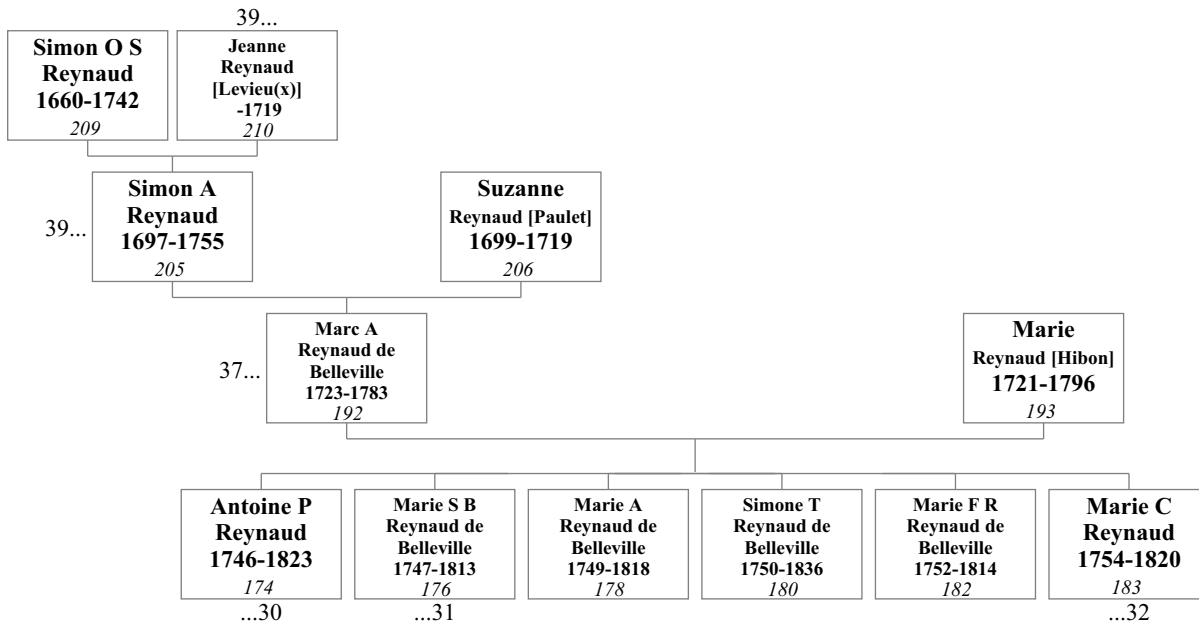 39...
Simon O S
Reynaud
1660-1742
209
Jeanne
Reynaud
[Levieu(x)]
-1719
210
39...
Simon A
Reynaud
1697-1755
205
Suzanne
Reynaud [Paulet]
1699-1719
206
37...
Marc A
Reynaud de
Belleville
1723-1783
192
Marie
Reynaud [Hibon]
1721-1796
193
Antoine P
Reynaud
1746-1823
174
...30
Marie S B
Reynaud de
Belleville
1747-1813
176
...31
Marie A
Reynaud de
Belleville
1749-1818
178
Simone T
Reynaud de
Belleville
1750-1836
180
Marie F R
Reynaud de
Belleville
1752-1814
182
Marie C
Reynaud
1754-1820
183
...32